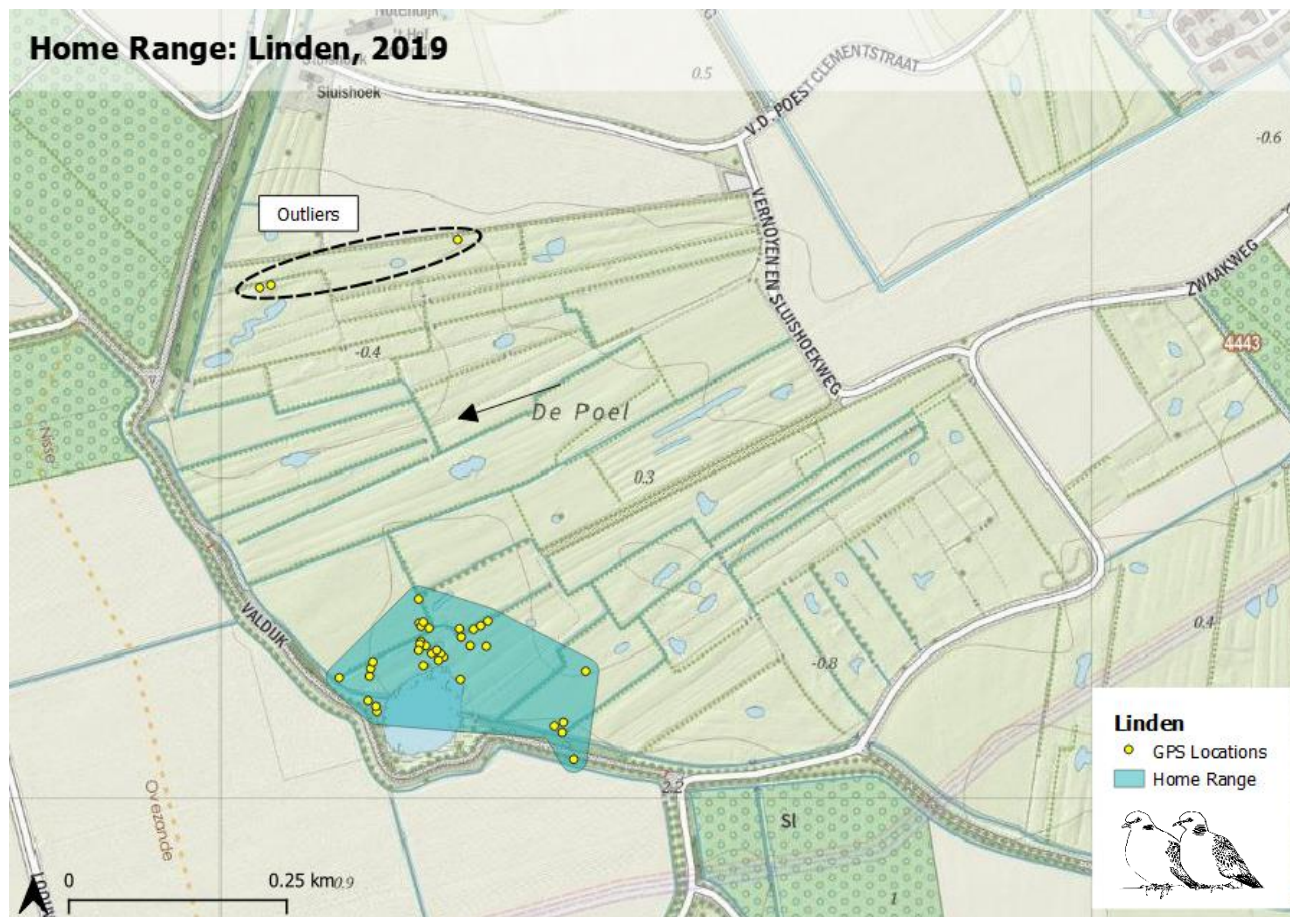 Home Range: Linden, 2019
't Hof
Sluishoek
0.5
V.D. POEST CLEMENTSTRAAT
-0.6
Outliers
VERNOYEN EN SLUISHOEKWEG
ZWAAKWEG
4443
-0.4
De Poel
Nisse
0.3
VALDIJK
0.4
-0.8
Linden
GPS Locations
Home Range
Ovezande
2.2
Sl
0 0.25 km
0.9
1